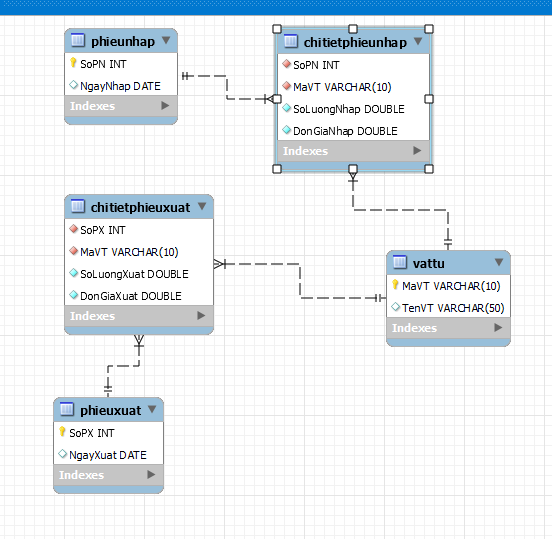 phieunhap
SoPN INT
NgayNhap DATE
Indexes
chitietphieunhap
SoPN INT
MaVT VARCHAR(10)
SoLuongNhap DOUBLE
DonGiaNhap DOUBLE
Indexes
chitietphieuxuat
SoPX INT
MaVT VARCHAR(10)
SoLuongXuat DOUBLE
DonGiaXuat DOUBLE
Indexes
vattu
MaVT VARCHAR(10)
TenVT VARCHAR(50)
Indexes
phieuxuat
SoPX INT
NgayXuat DATE
Indexes